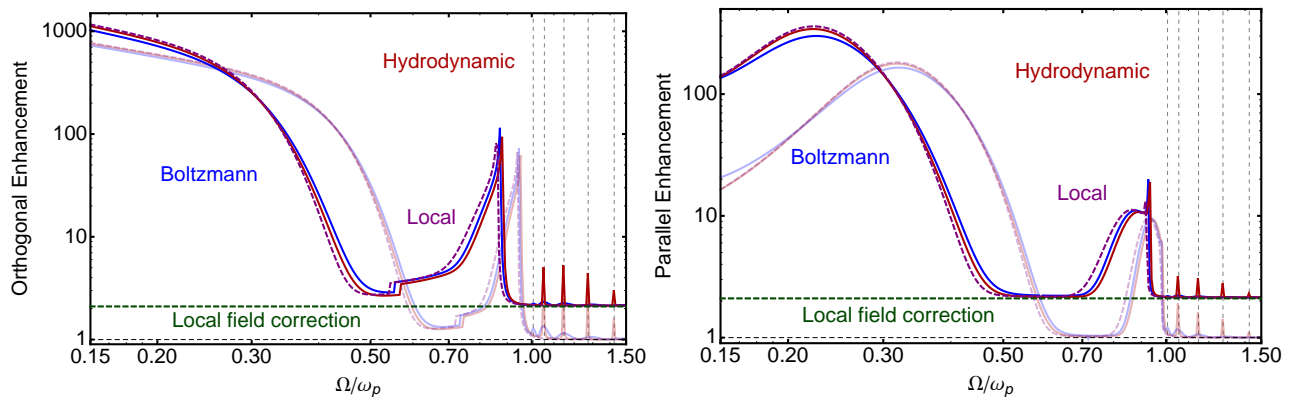 Orthogonal Enhancement
1000
100
10
1
Hydrodynamic
Boltzmann
Local
Local field correction
0.15 0.20 0.30 0.50 0.70 1.00 1.50
Ω/ωp
Parallel Enhancement
100
10
1
Hydrodynamic
Boltzmann
Local
Local field correction
0.15 0.20 0.30 0.50 0.70 1.00 1.50
Ω/ωp